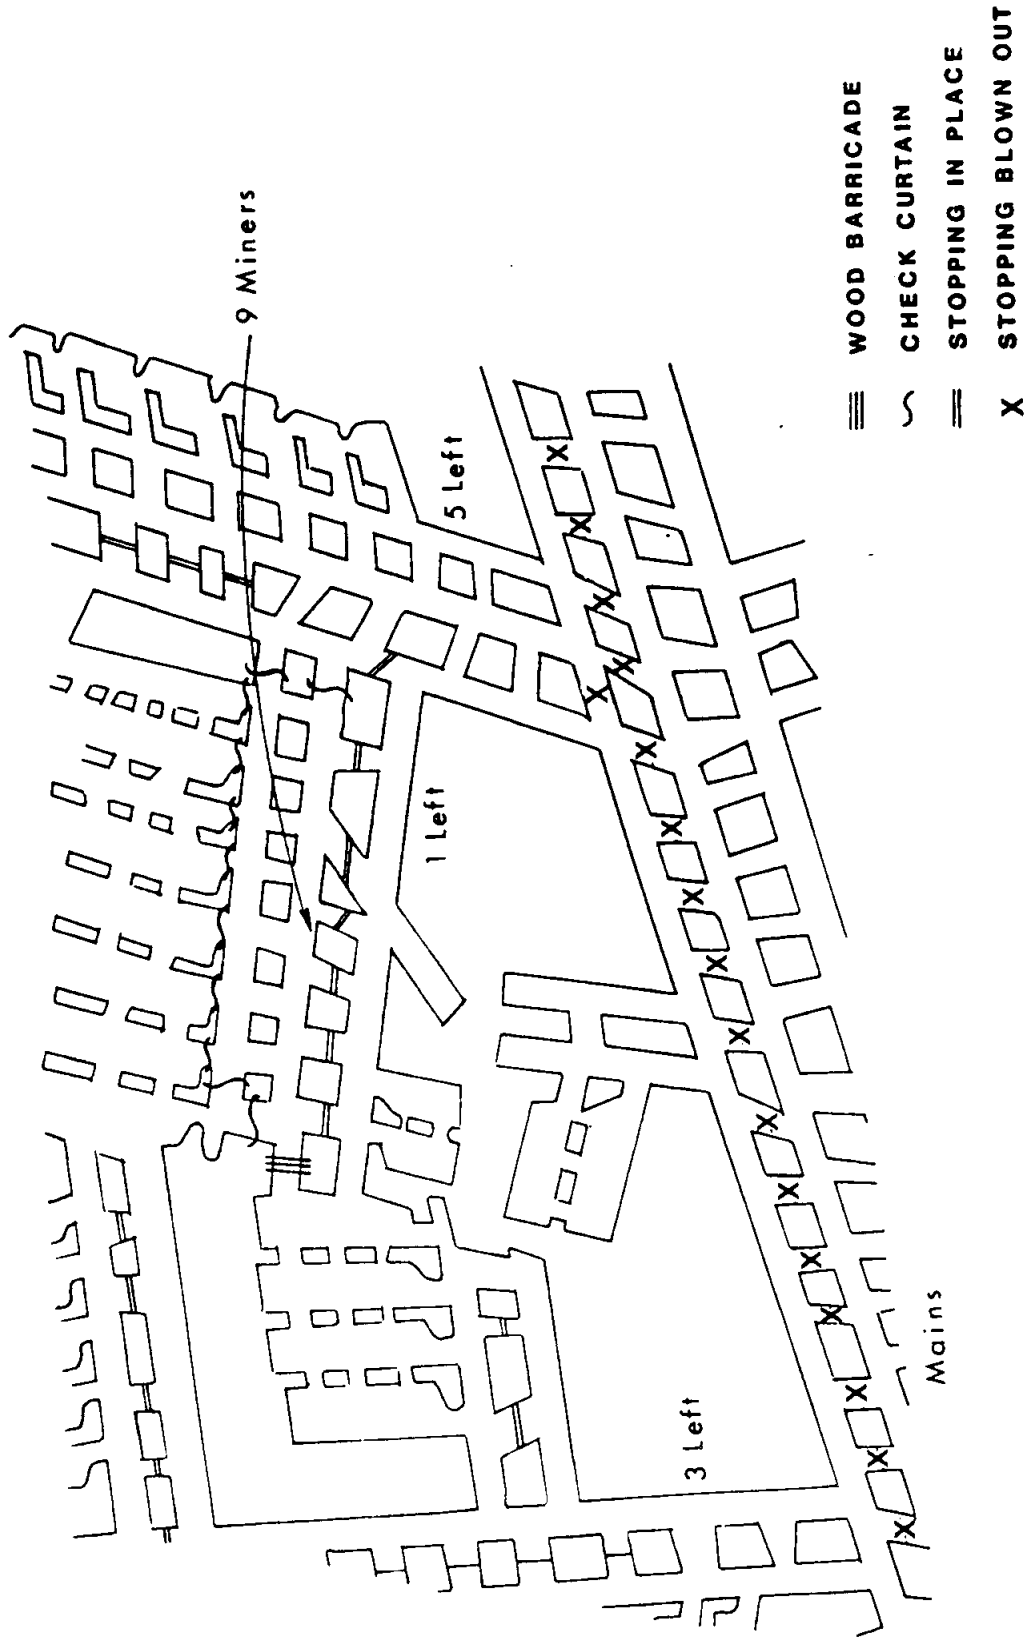 9 Miners
5 Left
1 Left
3 Left
Mains
WOOD BARRICADE
CHECK CURTAIN
STOPPING IN PLACE
X STOPPING BLOWN OUT